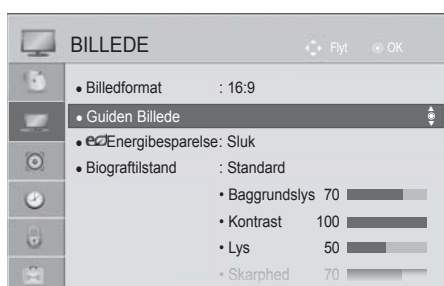 BILLEDE
Flyt OK
• Billedformat : 16:9
• Guiden Billede
• eco Energibesparelse: Sluk
• Biograftilstand : Standard
• Baggrundslys 70
• Kontrast 100
• Lys 50
• Skarphed 70